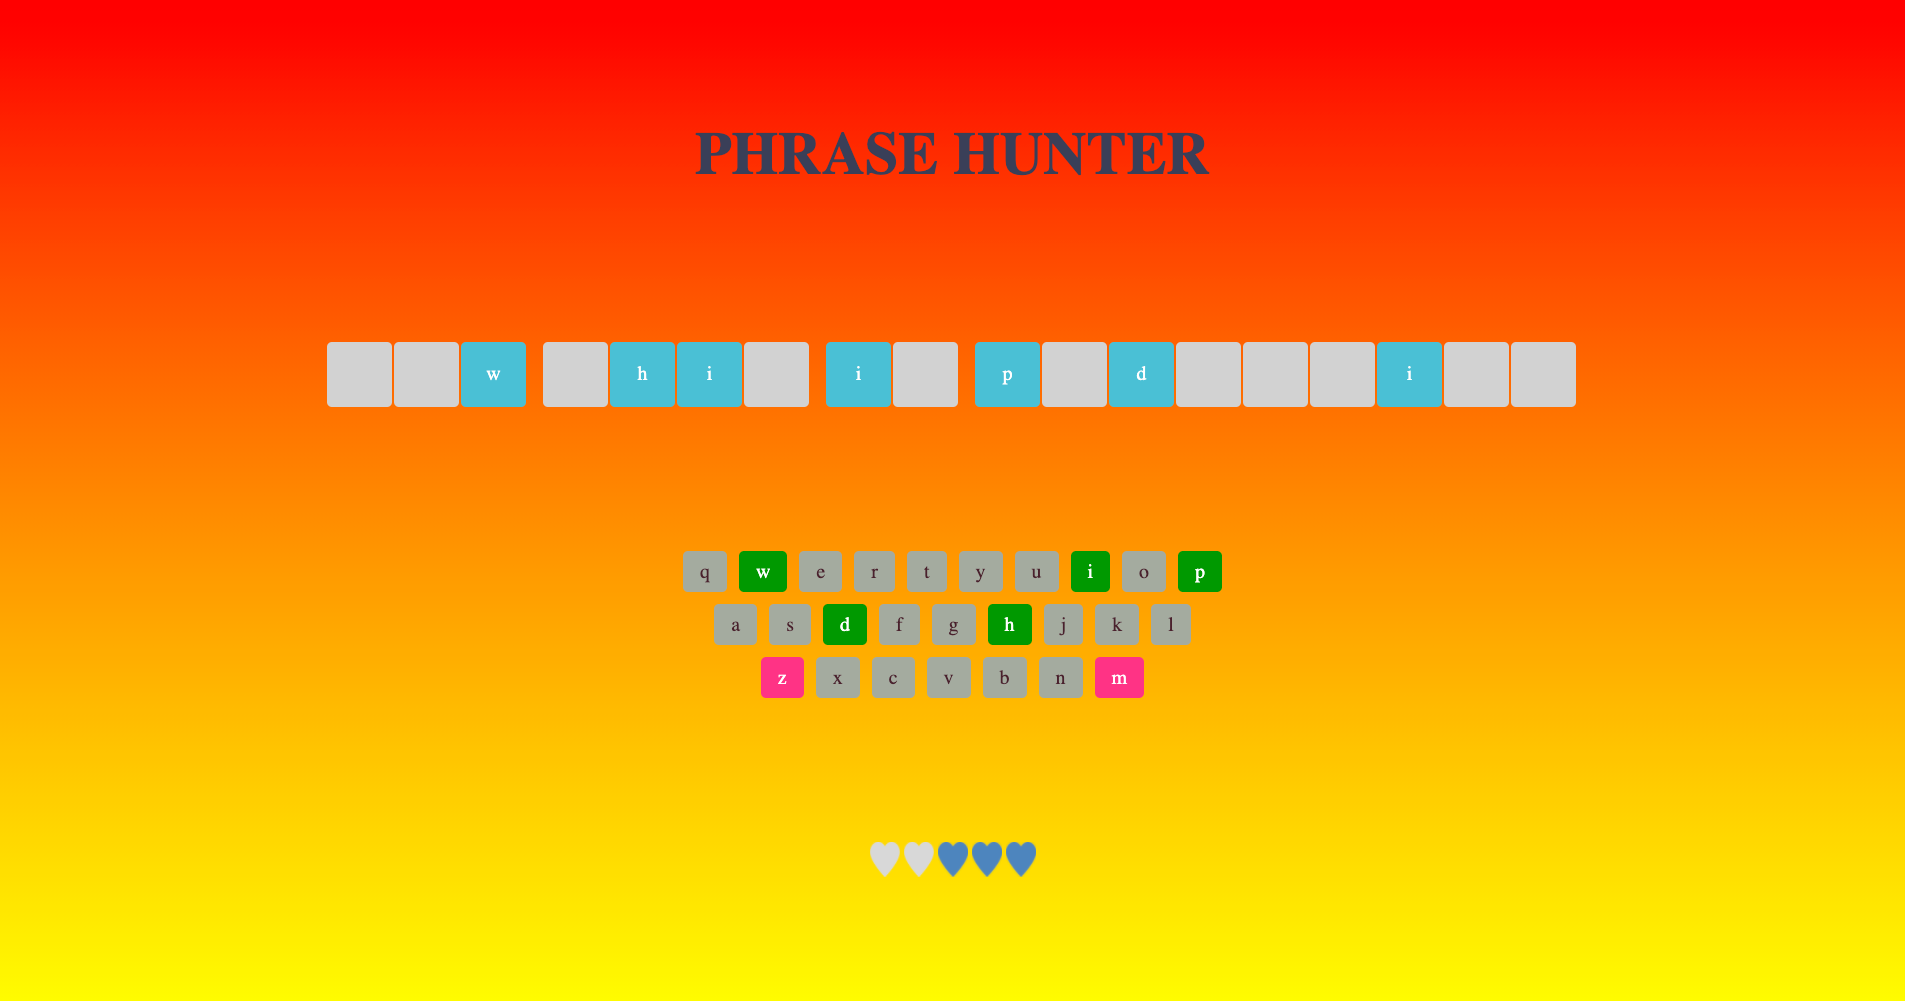 PHRASE HUNTER
w h i i p d i
q w e r t y u i o p
a s d f g h j k l
z x c v b n m